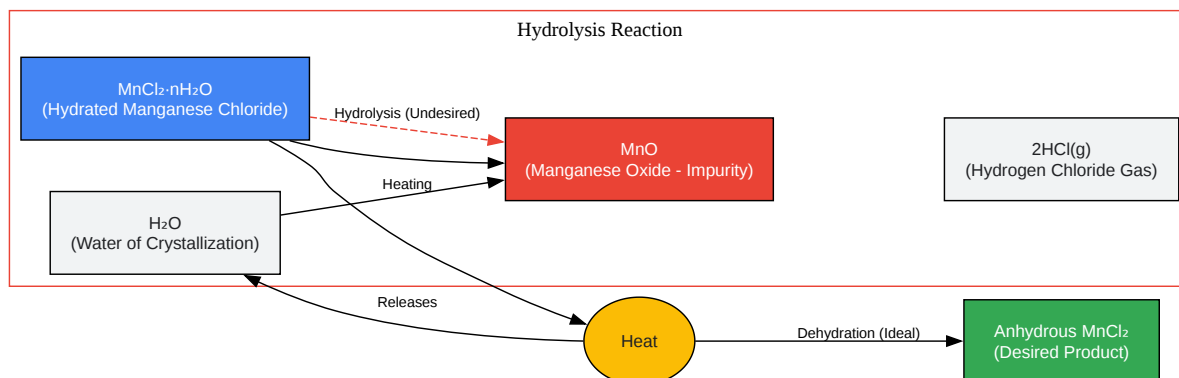 Hydrolysis Reaction
MnCl₂·nH₂O
(Hydrated Manganese Chloride)
Hydrolysis (Undesired)
MnO
(Manganese Oxide - Impurity)
2HCl(g)
(Hydrogen Chloride Gas)
Heating
H₂O
(Water of Crystallization)
Releases
Heat
Dehydration (Ideal)
Anhydrous MnCl₂
(Desired Product)